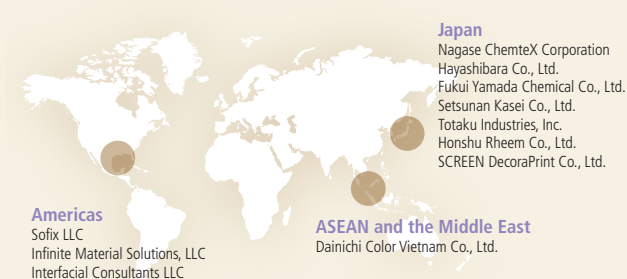 Japan
Nagase ChemteX Corporation
Hayashibara Co., Ltd.
Fukui Yamada Chemical Co., Ltd.
Setsunan Kasei Co., Ltd.
Totaku Industries, Inc.
Honshu Rheem Co., Ltd.
SCREEN DecoraPrint Co., Ltd.
Americas
Sofix LLC
Infinite Material Solutions, LLC
Interfacial Consultants LLC
ASEAN and the Middle East
Dainichi Color Vietnam Co., Ltd.